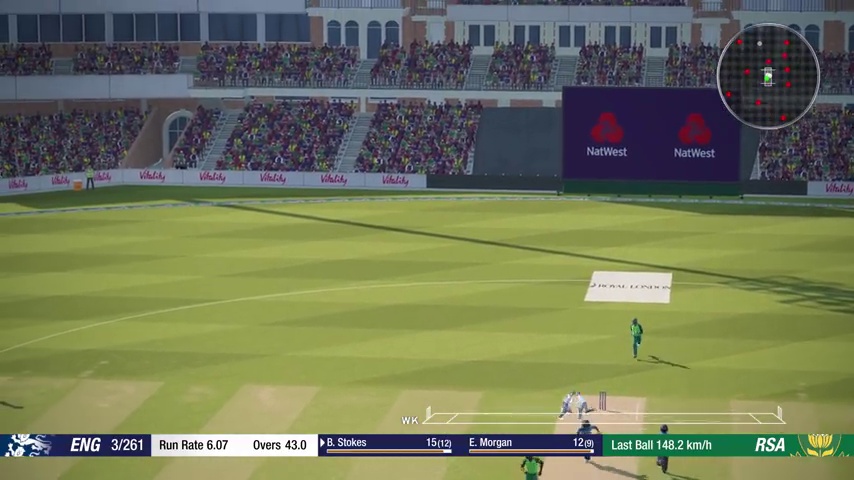 NatWest NatWest
Vitality Vitality Vitality Vitality Vitality Vitality Vitality
ROYAL LONDON
WK
ENG 3/261 Run Rate 6.07 Overs 43.0 B. Stokes 15(12) E. Morgan 12(9) Last Ball 148.2 km/h RSA